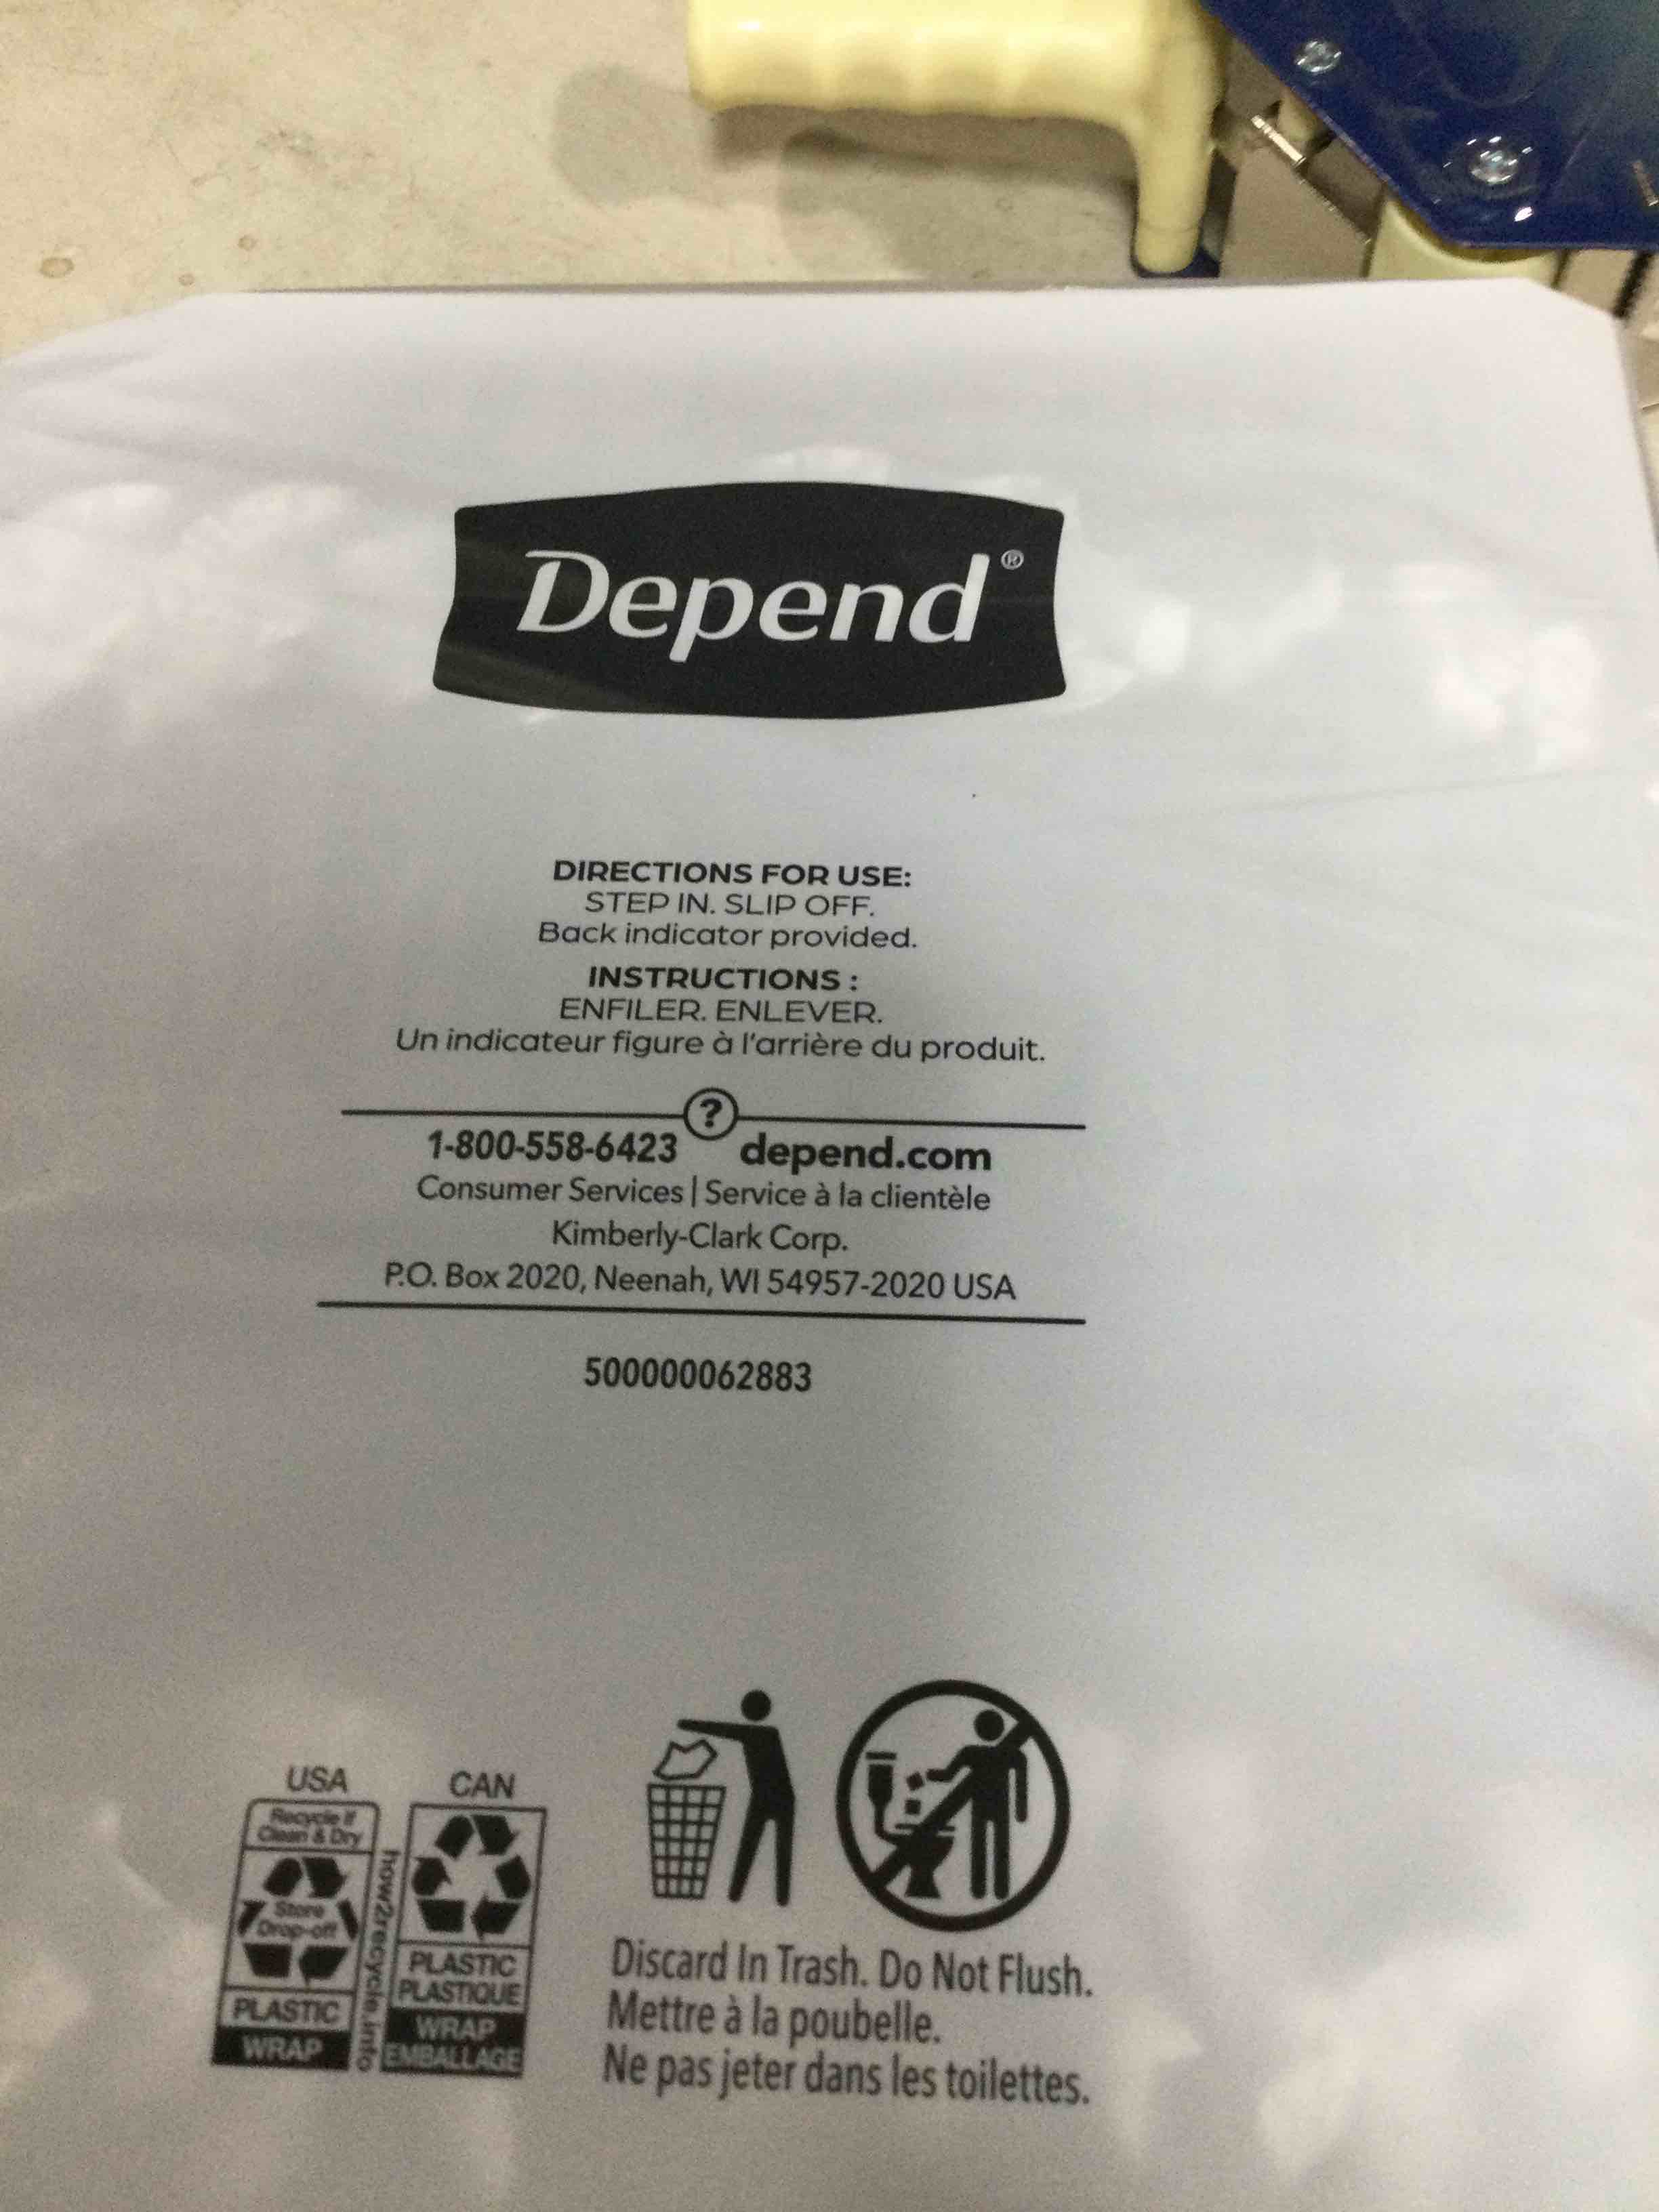 Depend®
DIRECTIONS FOR USE:
STEP IN. SLIP OFF.
Back indicator provided.
INSTRUCTIONS :
ENFILER. ENLEVER.
Un indicateur figure à l'arrière du produit.
?
1-800-558-6423 depend.com
Consumer Services | Service à la clientèle
Kimberly-Clark Corp.
P.O. Box 2020, Neenah, WI 54957-2020 USA
500000062883
USA
Recycle if
Clean & Dry
Store
Drop-off
PLASTIC
WRAP
how2recycle.info
CAN
PLASTIC
PLASTIQUE
WRAP
EMBALLAGE
Discard In Trash. Do Not Flush.
Mettre à la poubelle.
Ne pas jeter dans les toilettes.